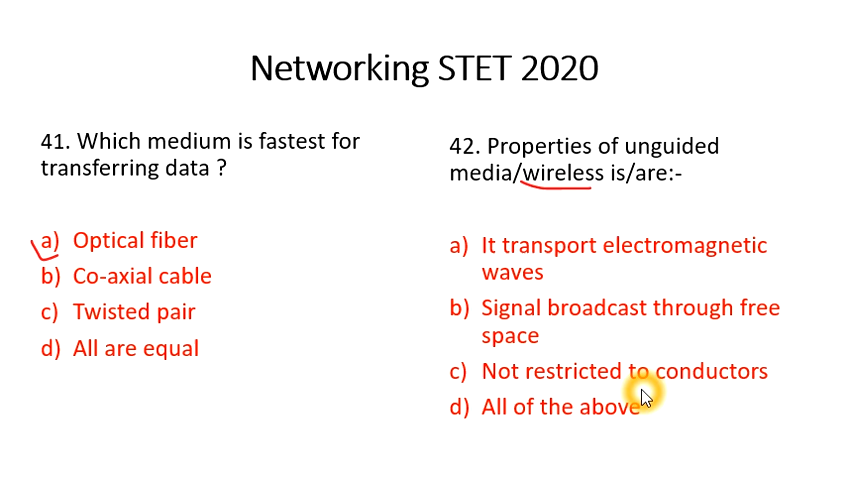 Networking STET 2020
41. Which medium is fastest for
transferring data ?
a) Optical fiber
b) Co-axial cable
c) Twisted pair
d) All are equal
42. Properties of unguided
media/wireless is/are:-
a) It transport electromagnetic
waves
b) Signal broadcast through free
space
c) Not restricted to conductors
d) All of the above